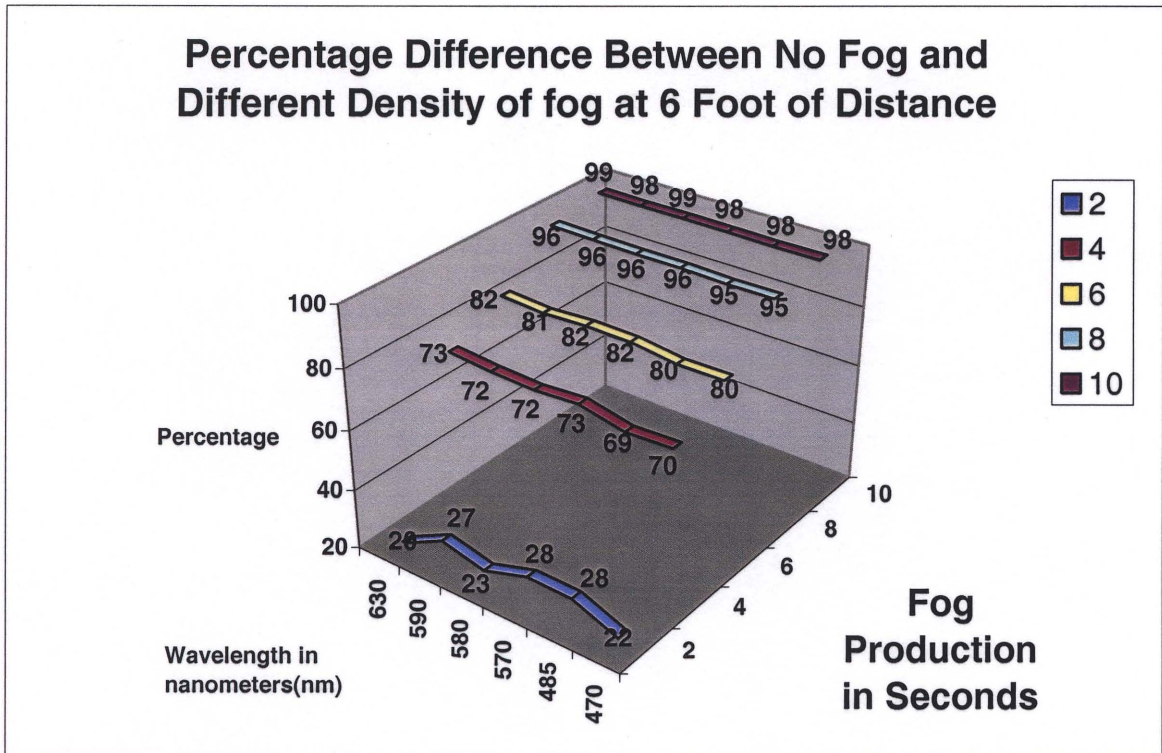 Percentage Difference Between No Fog and
Different Density of fog at 6 Foot of Distance
99 98 99 98 98 98
96 96 96 96 95 95
82 81 82 82 80 80
73 72 72 73 69 70
27 23 28 28 22
100
80
60
40
20
Percentage
630 590 580 570 485 470
Wavelength in
nanometers(nm)
2 4 6 8 10
Fog
Production
in Seconds
2
4
6
8
10